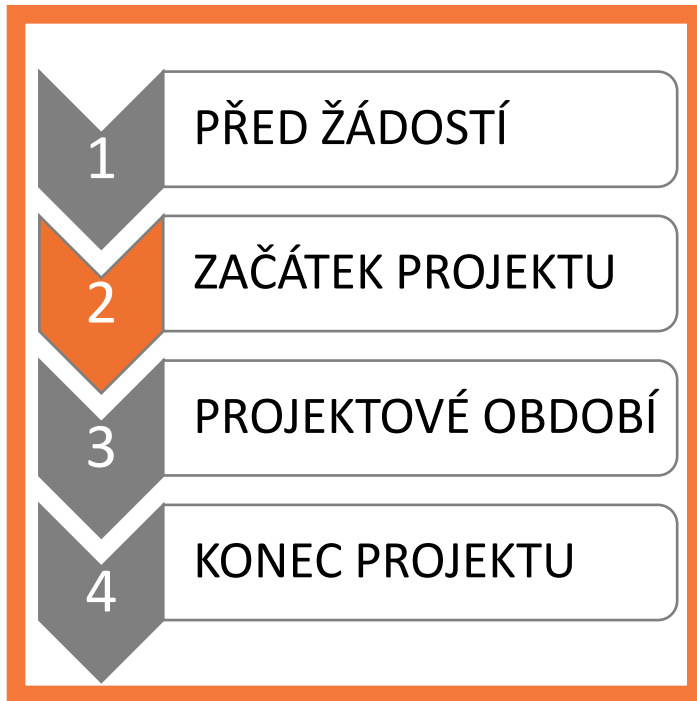 1 PŘED ŽÁDOSTÍ
2 ZAČÁTEK PROJEKTU
3 PROJEKTOVÉ OBDOBÍ
4 KONEC PROJEKTU